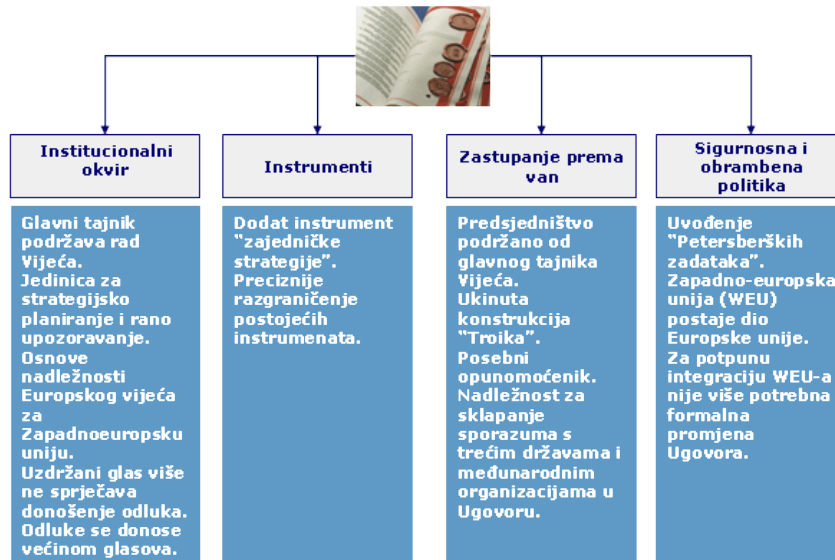 Institucionalni
okvir
Glavni tajnik
podržava rad
Vijeća.
Jedinica za
strategijsko
planiranje i rano
upozoravanje.
Osnove
nadležnosti
Europskog vijeća
za
Zapadnoeuropsku
uniju.
Uzdržani glas više
ne sprječava
donošenje odluka.
Odluke se donose
većinom glasova.
Instrumenti
Dodat instrument
"zajedničke
strategije".
Preciznije
razgraničenje
postojećih
instrumenata.
Zastupanje prema
van
Predsjedništvo
podržano od
glavnog tajnika
Vijeća.
Ukinuta
konstrukcija
"Troika".
Posebni
opunomoćenik.
Nadležnost za
sklapanje
sporazuma s
trećim državama i
međunarodnim
organizacijama u
Ugovoru.
Sigurnosna i
obrambena
politika
Uvođenje
"Petersberških
zadataka".
Zapadno-europska
unija (WEU)
postaje dio
Europske unije.
Za potpunu
integraciju WEU-a
nije više potrebna
formalna
promjena
Ugovora.